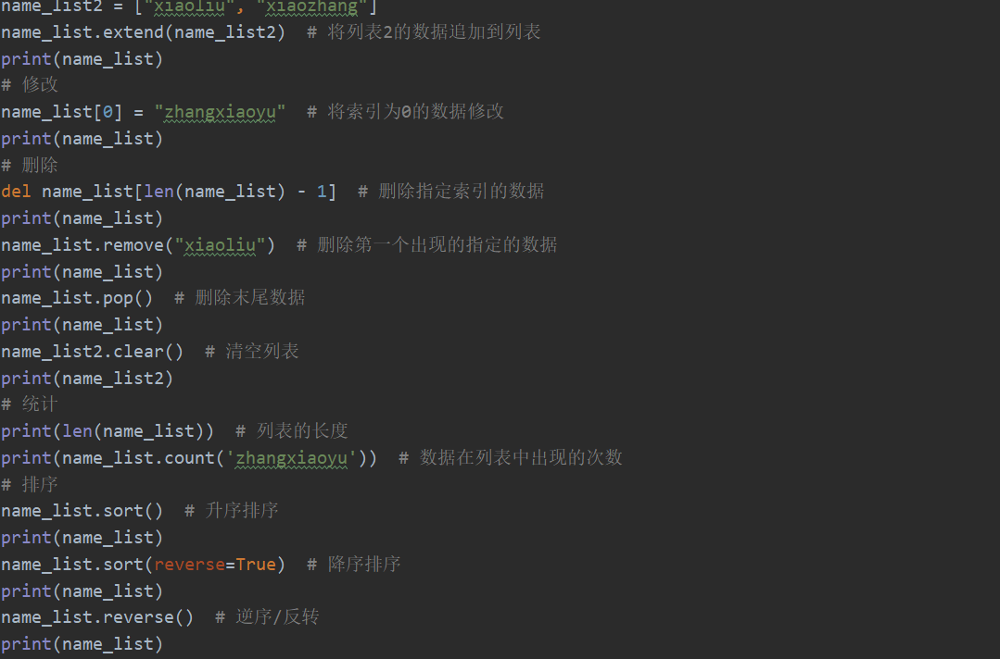 name_list2 = ["xiaoliu", "xiaozhang"]
name_list.extend(name_list2)  # 将列表2的数据追加到列表
print(name_list)
# 修改
name_list[0] = "zhangxiaoyu"  # 将索引为0的数据修改
print(name_list)
# 删除
del name_list[len(name_list) - 1]  # 删除指定索引的数据
print(name_list)
name_list.remove("xiaoliu")  # 删除第一个出现的指定的数据
print(name_list)
name_list.pop()  # 删除末尾数据
print(name_list)
name_list2.clear()  # 清空列表
print(name_list2)
# 统计
print(len(name_list))  # 列表的长度
print(name_list.count('zhangxiaoyu'))  # 数据在列表中出现的次数
# 排序
name_list.sort()  # 升序排序
print(name_list)
name_list.sort(reverse=True)  # 降序排序
print(name_list)
name_list.reverse()  # 逆序/反转
print(name_list)